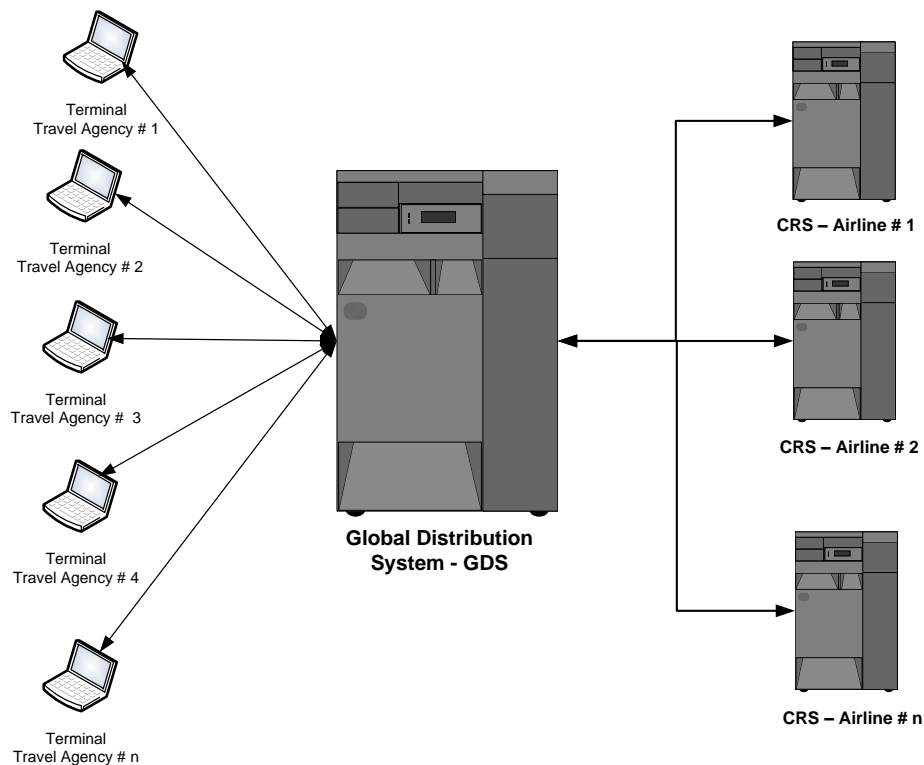 Terminal
Travel Agency # 1
Terminal
Travel Agency # 2
Terminal
Travel Agency #  3
Terminal
Travel Agency # 4
Terminal
Travel Agency # n
Global Distribution
System - GDS
CRS – Airline # 1
CRS – Airline # 2
CRS – Airline # n